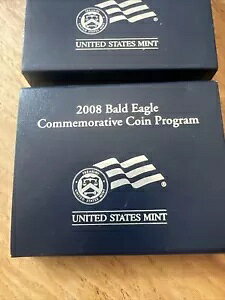 UNITED STATES MINT
2008 Bald Eagle
Commemorative Coin Program
UNITED STATES MINT